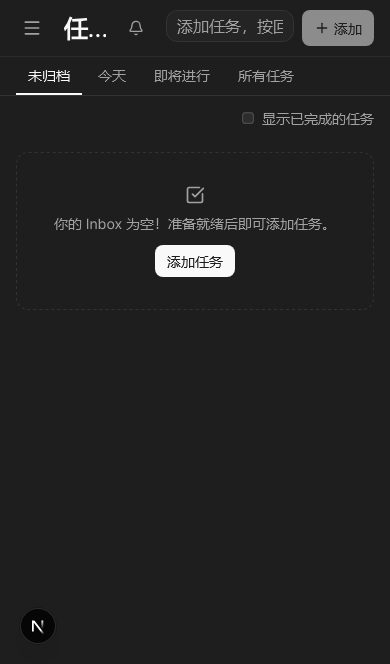 任...
添加任务，按
添加
未归档
今天
即将进行
所有任务
显示已完成的任务
你的 Inbox 为空！准备就绪后即可添加任务。
添加任务
N